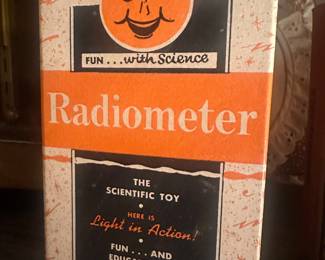 FUN...with Science
Radiometer
THE
SCIENTIFIC TOY
HERE IS
Light in Action!
FUN...AND